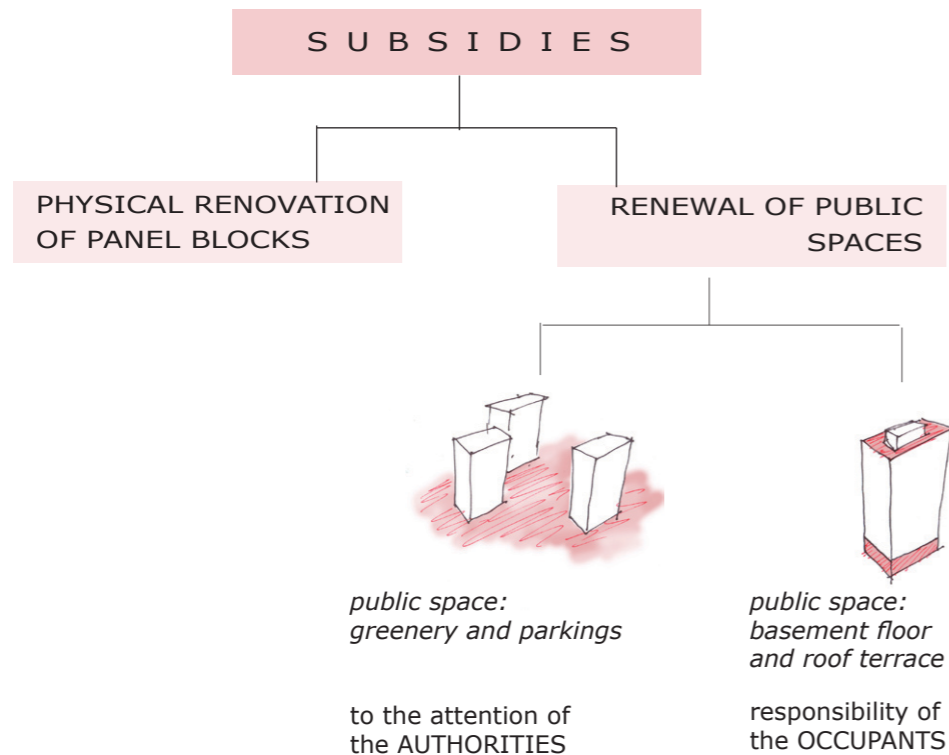 SUBSIDIES
PHYSICAL RENOVATION
OF PANEL BLOCKS
RENEWAL OF PUBLIC
SPACES
public space:
greenery and parkings
to the attention of
the AUTHORITIES
public space:
basement floor
and roof terrace
responsibility of
the OCCUPANTS